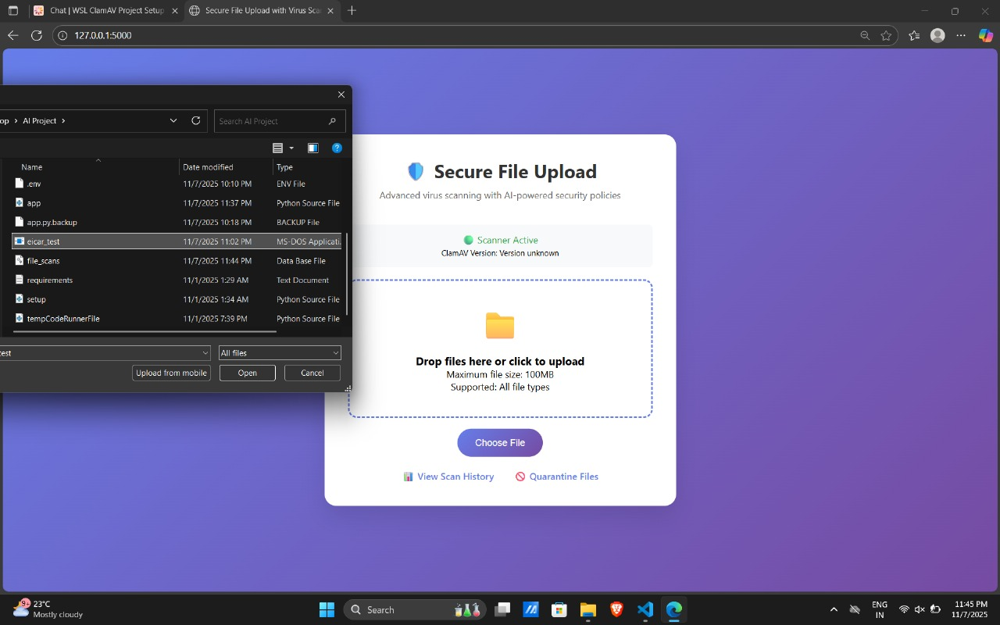 Chat | WSL ClamAV Project Setup
Secure File Upload with Virus Sca
127.0.0.1:5000
op > AI Project >
Search AI Project
Name Date modified Type
.env 11/7/2025 10:10 PM ENV File
app 11/7/2025 11:37 PM Python Source File
app.py.backup 11/7/2025 10:18 PM BACKUP File
eicar_test 11/7/2025 11:02 PM MS-DOS Applicati...
file_scans 11/7/2025 11:44 PM Data Base File
requirements 11/1/2025 1:29 AM Text Document
setup 11/1/2025 1:34 AM Python Source File
tempCodeRunnerFile 11/1/2025 7:39 PM Python Source File
est All files
Upload from mobile Open Cancel
Secure File Upload
Advanced virus scanning with AI-powered security policies
Scanner Active
ClamAV Version: Version unknown
Drop files here or click to upload
Maximum file size: 100MB
Supported: All file types
Choose File
View Scan History Quarantine Files
9+
23°C
Mostly cloudy
Search
ENG
IN
11:45 PM
11/7/2025